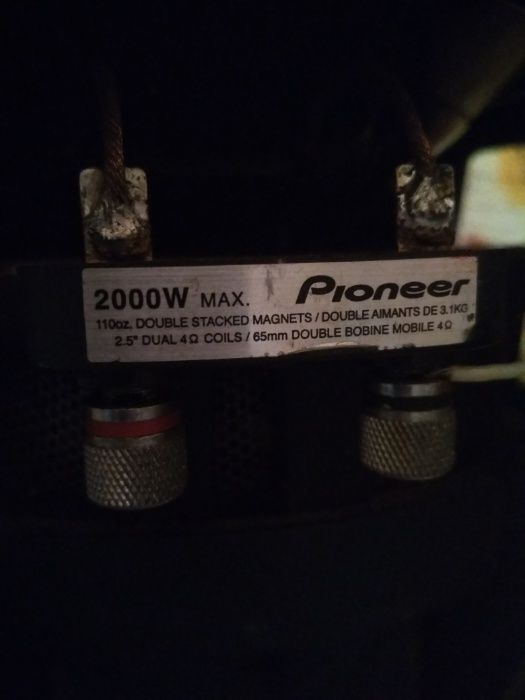 2000W MAX. Pioneer
110oz. DOUBLE STACKED MAGNETS / DOUBLE AIMANTS DE 3.1KG
2.5" DUAL 4Ω COILS / 65mm DOUBLE BOBINE MOBILE 4Ω